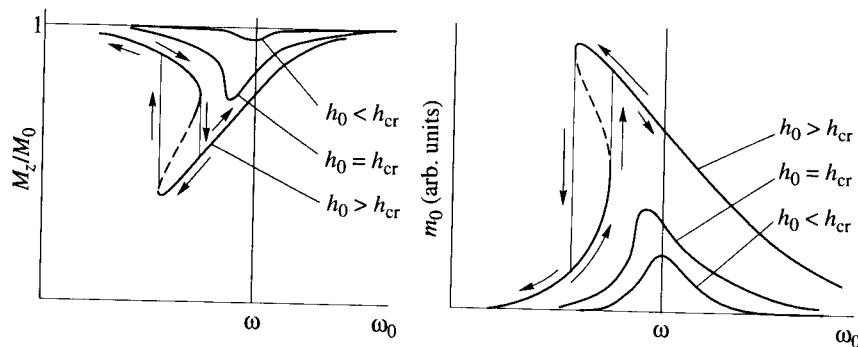 1
M_z/M_0
h_0 < h_cr
h_0 = h_cr
h_0 > h_cr
ω
ω_0
m_0 (arb. units)
h_0 > h_cr
h_0 = h_cr
h_0 < h_cr
ω
ω_0